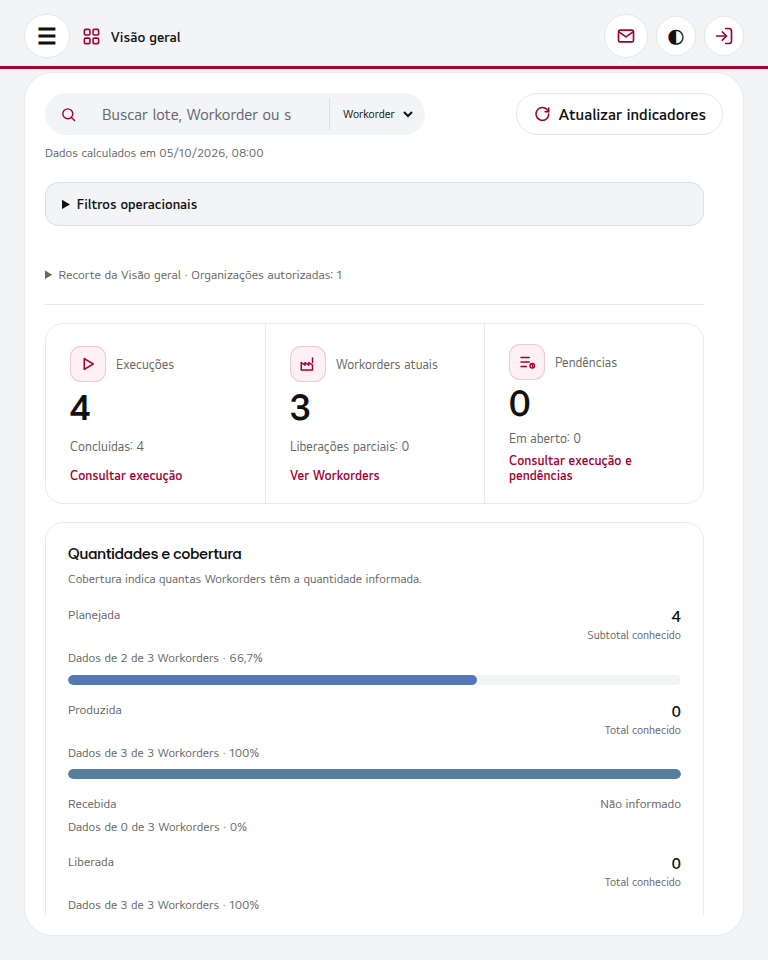 Visão geral
Buscar lote, Workorder ou s
Workorder
Atualizar indicadores
Dados calculados em 05/10/2026, 08:00
Filtros operacionais
Recorte da Visão geral · Organizações autorizadas: 1
Execuções
4
Concluídas: 4
Consultar execução
Workorders atuais
3
Liberações parciais: 0
Ver Workorders
Pendências
0
Em aberto: 0
Consultar execução e
pendências
Quantidades e cobertura
Cobertura indica quantas Workorders têm a quantidade informada.
Planejada
4
Subtotal conhecido
Dados de 2 de 3 Workorders · 66,7%
Produzida
0
Total conhecido
Dados de 3 de 3 Workorders · 100%
Recebida
Não informado
Dados de 0 de 3 Workorders · 0%
Liberada
0
Total conhecido
Dados de 3 de 3 Workorders · 100%